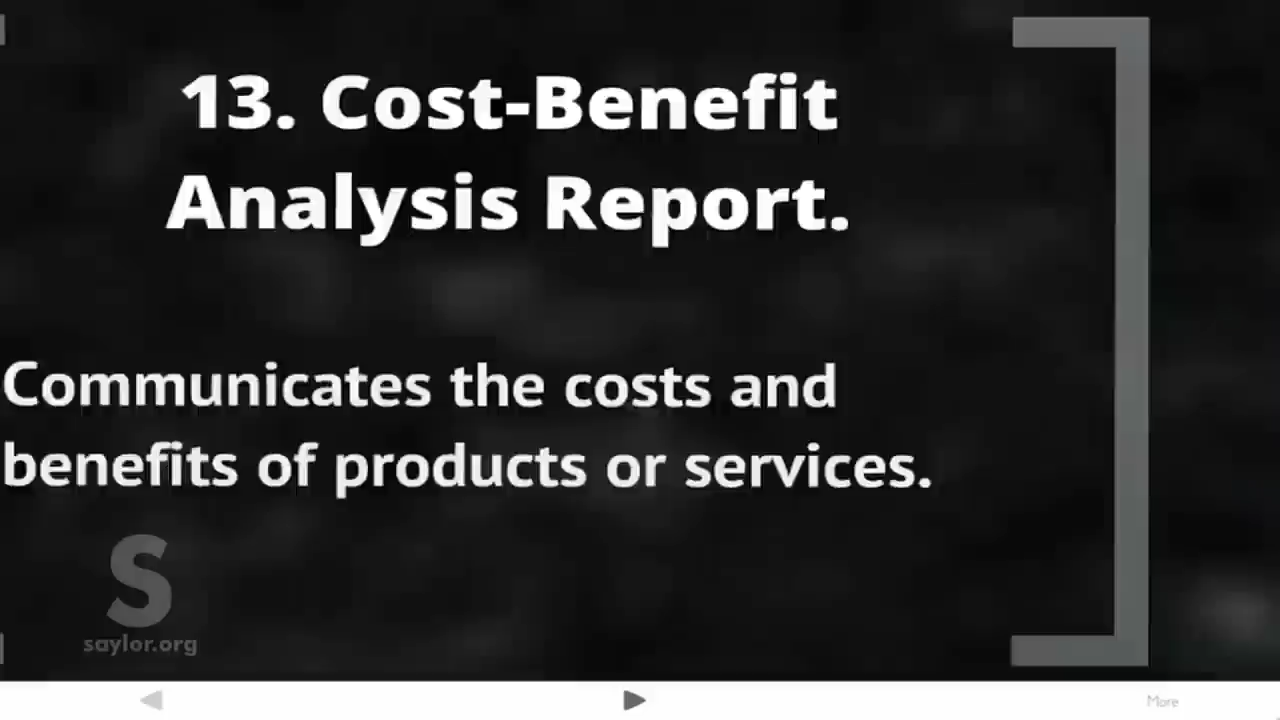 13. Cost-Benefit
Analysis Report.
Communicates the costs and
benefits of products or services.
S
saylor.org
More